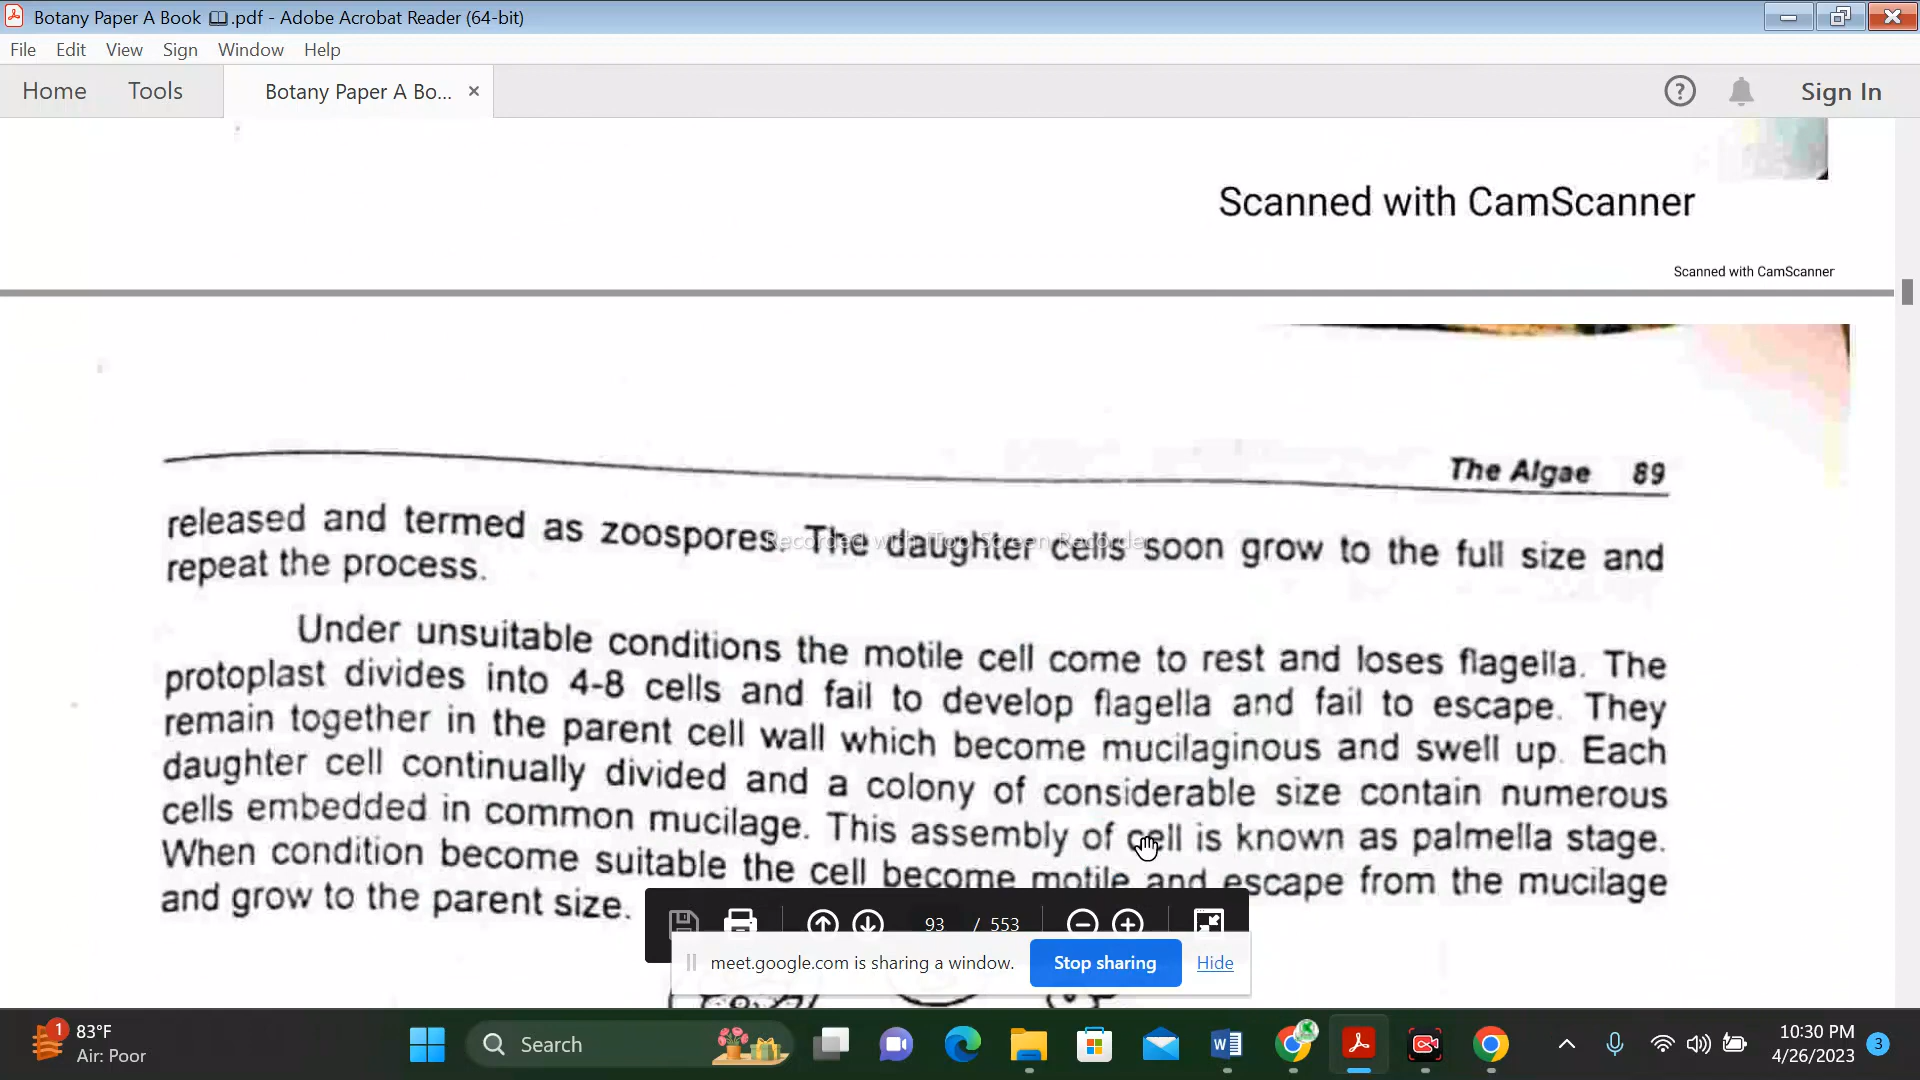 Botany Paper A Book 📖.pdf - Adobe Acrobat Reader (64-bit)
File Edit View Sign Window Help
Home Tools Botany Paper A Bo... × ? Sign In
Scanned with CamScanner
Scanned with CamScanner
The Algae 89
released and termed as zoospores. The daughter cells soon grow to the full size and
Recorded with iTop Screen Recorder
repeat the process.
Under unsuitable conditions the motile cell come to rest and loses flagella. The
protoplast divides into 4-8 cells and fail to develop flagella and fail to escape. They
remain together in the parent cell wall which become mucilaginous and swell up. Each
daughter cell continually divided and a colony of considerable size contain numerous
cells embedded in common mucilage. This assembly of cell is known as palmella stage.
When condition become suitable the cell become motile and escape from the mucilage
and grow to the parent size.
93 / 553
meet.google.com is sharing a window. Stop sharing Hide
1 83°F
Air: Poor
Search
10:30 PM
4/26/2023 3